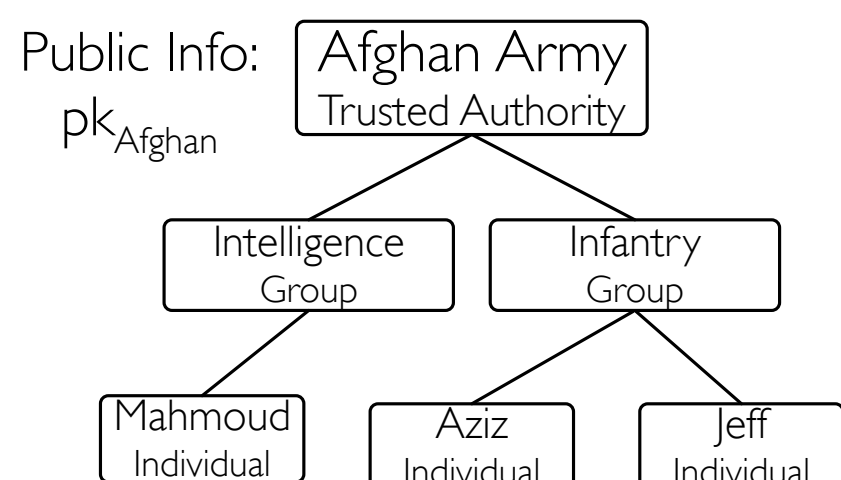 Public Info:
pkAfghan
Afghan Army
Trusted Authority
Intelligence
Group
Infantry
Group
Mahmoud
Individual
Aziz
Individual
Jeff
Individual